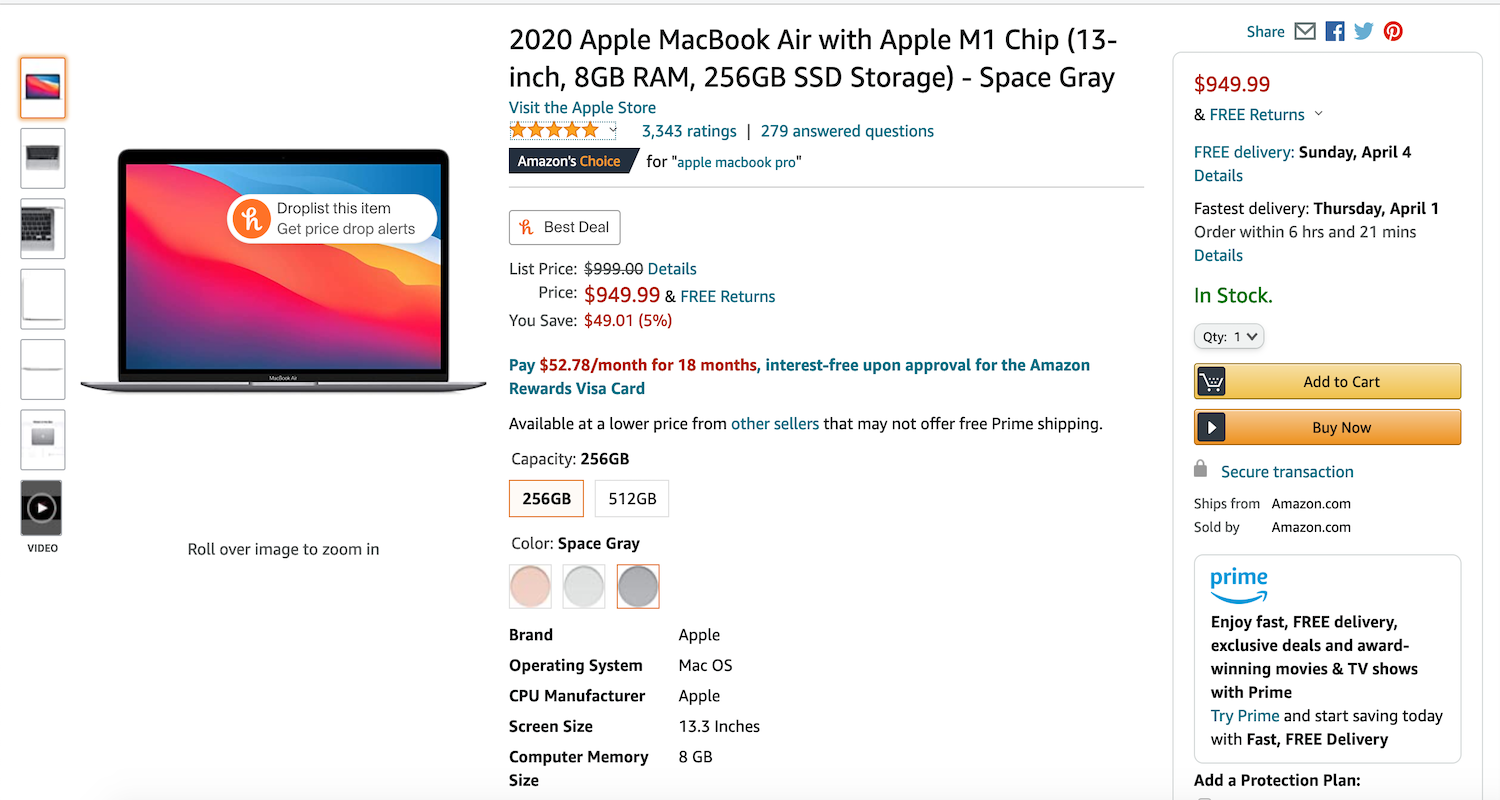 2020 Apple MacBook Air with Apple M1 Chip (13-
inch, 8GB RAM, 256GB SSD Storage) - Space Gray
Visit the Apple Store
3,343 ratings | 279 answered questions
Amazon's Choice for "apple macbook pro"
h Droplist this item
Get price drop alerts
MacBook Air
VIDEO
Roll over image to zoom in
h Best Deal
List Price: $999.00 Details
Price: $949.99 & FREE Returns
You Save: $49.01 (5%)
Pay $52.78/month for 18 months, interest-free upon approval for the Amazon
Rewards Visa Card
Available at a lower price from other sellers that may not offer free Prime shipping.
Capacity: 256GB
256GB 512GB
Color: Space Gray
Brand Apple
Operating System Mac OS
CPU Manufacturer Apple
Screen Size 13.3 Inches
Computer Memory 8 GB
Size
Share
$949.99
& FREE Returns
FREE delivery: Sunday, April 4
Details
Fastest delivery: Thursday, April 1
Order within 6 hrs and 21 mins
Details
In Stock.
Qty: 1
Add to Cart
Buy Now
Secure transaction
Ships from Amazon.com
Sold by Amazon.com
prime
Enjoy fast, FREE delivery,
exclusive deals and award-
winning movies & TV shows
with Prime
Try Prime and start saving today
with Fast, FREE Delivery
Add a Protection Plan: